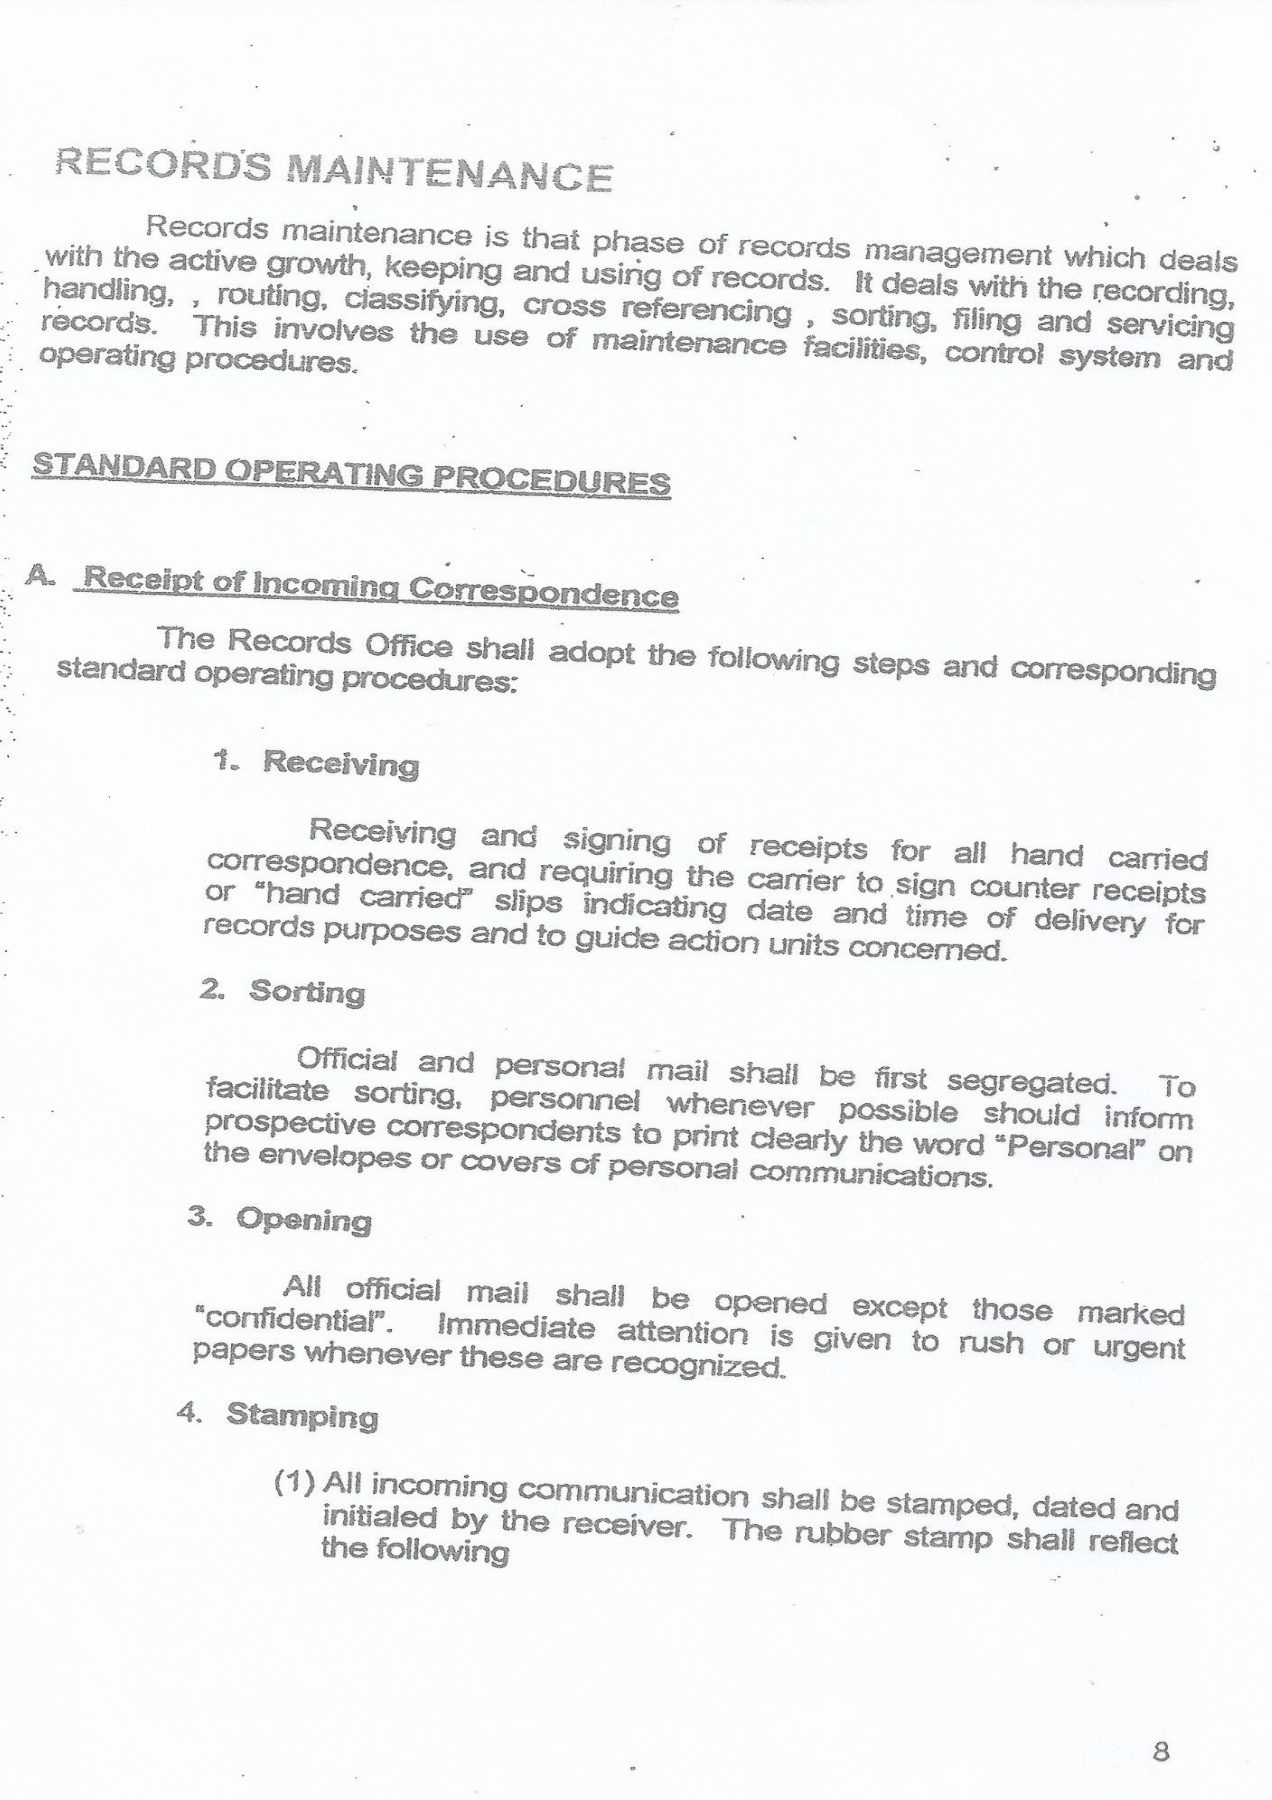 RECORDS MAINTENANCE
Records maintenance is that phase of records management which deals
with the active growth, keeping and using of records. It deals with the recording,
handling, , routing, classifying, cross referencing , sorting, filing and servicing
records. This involves the use of maintenance facilities, control system and
operating procedures.
STANDARD OPERATING PROCEDURES
A. Receipt of Incoming Correspondence
The Records Office shall adopt the following steps and corresponding
standard operating procedures:
1. Receiving
Receiving and signing of receipts for all hand carried
correspondence, and requiring the carrier to sign counter receipts
or “hand carried” slips indicating date and time of delivery for
records purposes and to guide action units concerned.
2. Sorting
Official and personal mail shall be first segregated. To
facilitate sorting, personnel whenever possible should inform
prospective correspondents to print clearly the word “Personal” on
the envelopes or covers of personal communications.
3. Opening
All official mail shall be opened except those marked
“confidential”. Immediate attention is given to rush or urgent
papers whenever these are recognized.
4. Stamping
(1) All incoming communication shall be stamped, dated and
initialed by the receiver. The rubber stamp shall reflect
the following
8